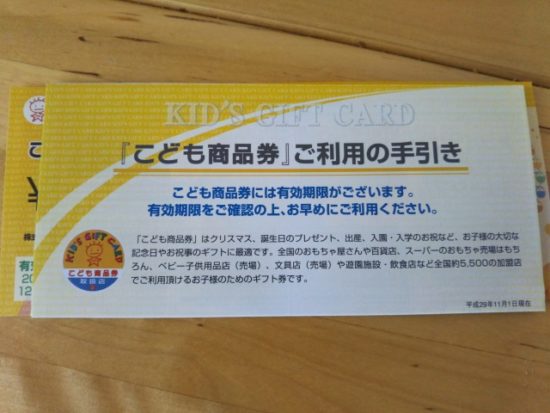 KID'S GIFT CARD
『こども商品券』ご利用の手引き
こども商品券には有効期限がございます。
有効期限をご確認の上、お早めにご利用ください。
「こども商品券」はクリスマス、誕生日のプレゼント、出産、入園・入学のお祝など、お子様の大切な
記念日やお祝事のギフトに最適です。全国のおもちゃ屋さんや百貨店、スーパーのおもちゃ売場はもち
ろん、ベビー子供用品店（売場）、文具店（売場）や遊園施設・飲食店など全国約5,500の加盟店
でご利用頂けるお子様のためのギフト券です。
KID'S GIFT CARD
こども商品券
取扱店
平成29年11月1日現在
こ
¥
株
有
20
12